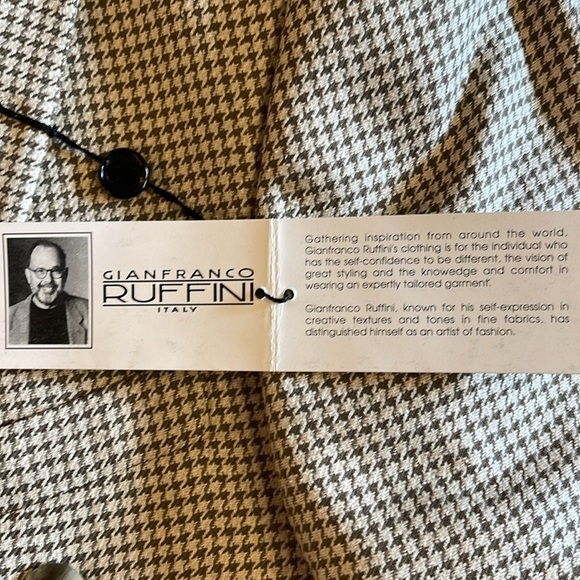 GIANFRANCO
RUFFINI
ITALY
Gathering inspiration from around the world,
Gianfranco Ruffini's clothing is for the individual who
has the self-confidence to be different, the vision of
great styling and the knowedge and comfort in
wearing an expertly tailored garment".
Gianfranco Ruffini, known for his self-expression in
creative textures and tones in fine fabrics, has
distinguished himself as an artist of fashion.